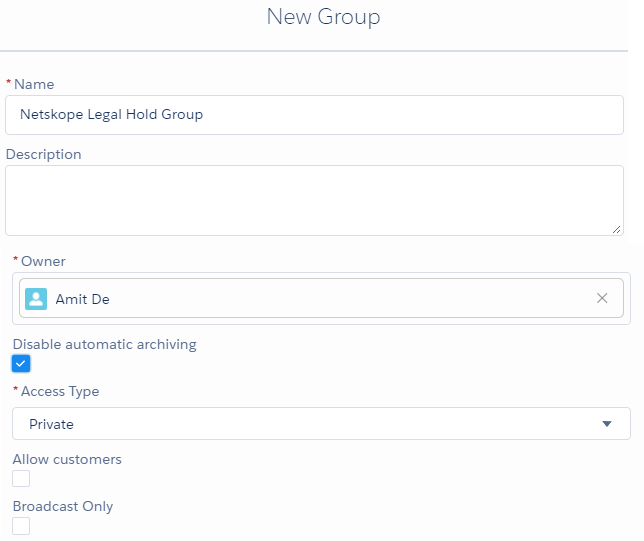 New Group
* Name
Netskope Legal Hold Group
Description
* Owner
Amit De
Disable automatic archiving
* Access Type
Private
Allow customers
Broadcast Only